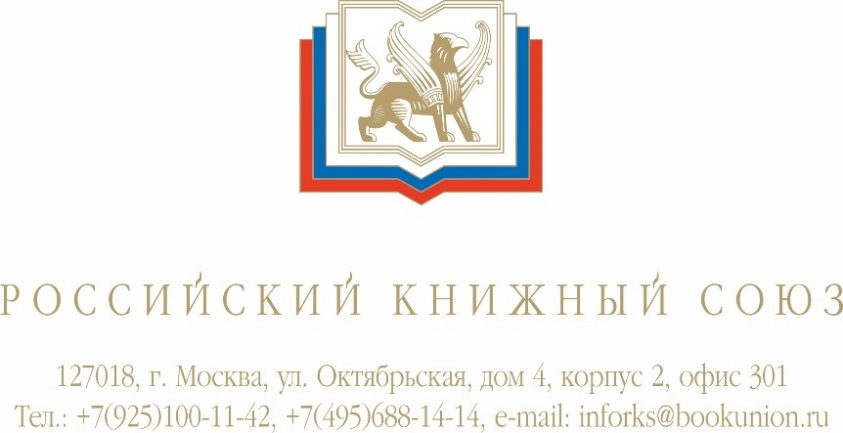 РОССИЙСКИЙ КНИЖНЫЙ СОЮЗ
127018, г. Москва, ул. Октябрьская, дом 4, корпус 2, офис 301
Тел.: +7(925)100-11-42, +7(495)688-14-14, e-mail: inforks@bookunion.ru